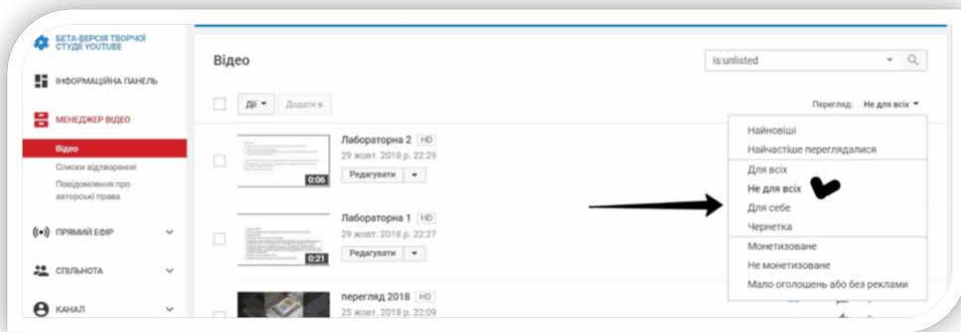 БЕТА-ВЕРСІЯ ТВОРЧОЇ
СТУДІЇ YOUTUBE
ІНФОРМАЦІЙНА ПАНЕЛЬ
МЕНЕДЖЕР ВІДЕО
Відео
Списки відтворення
Повідомлення про
авторські права
ПРЯМИЙ ЕФІР
СПІЛЬНОТА
КАНАЛ
Відео
is:unlisted
Дії
Додати в
Перегляд: Не для всіх
Лабораторна 2 HD
29 жовт. 2018 р. 22:29
Редагувати
0:06
Лабораторна 1 HD
29 жовт. 2018 р. 22:27
Редагувати
0:21
перегляд 2018 HD
25 жовт. 2018 р. 22:09
Найновіші
Найчастіше переглядалися
Для всіх
Не для всіх
Для себе
Чернетка
Монетизоване
Не монетизоване
Мало оголошень або без реклами